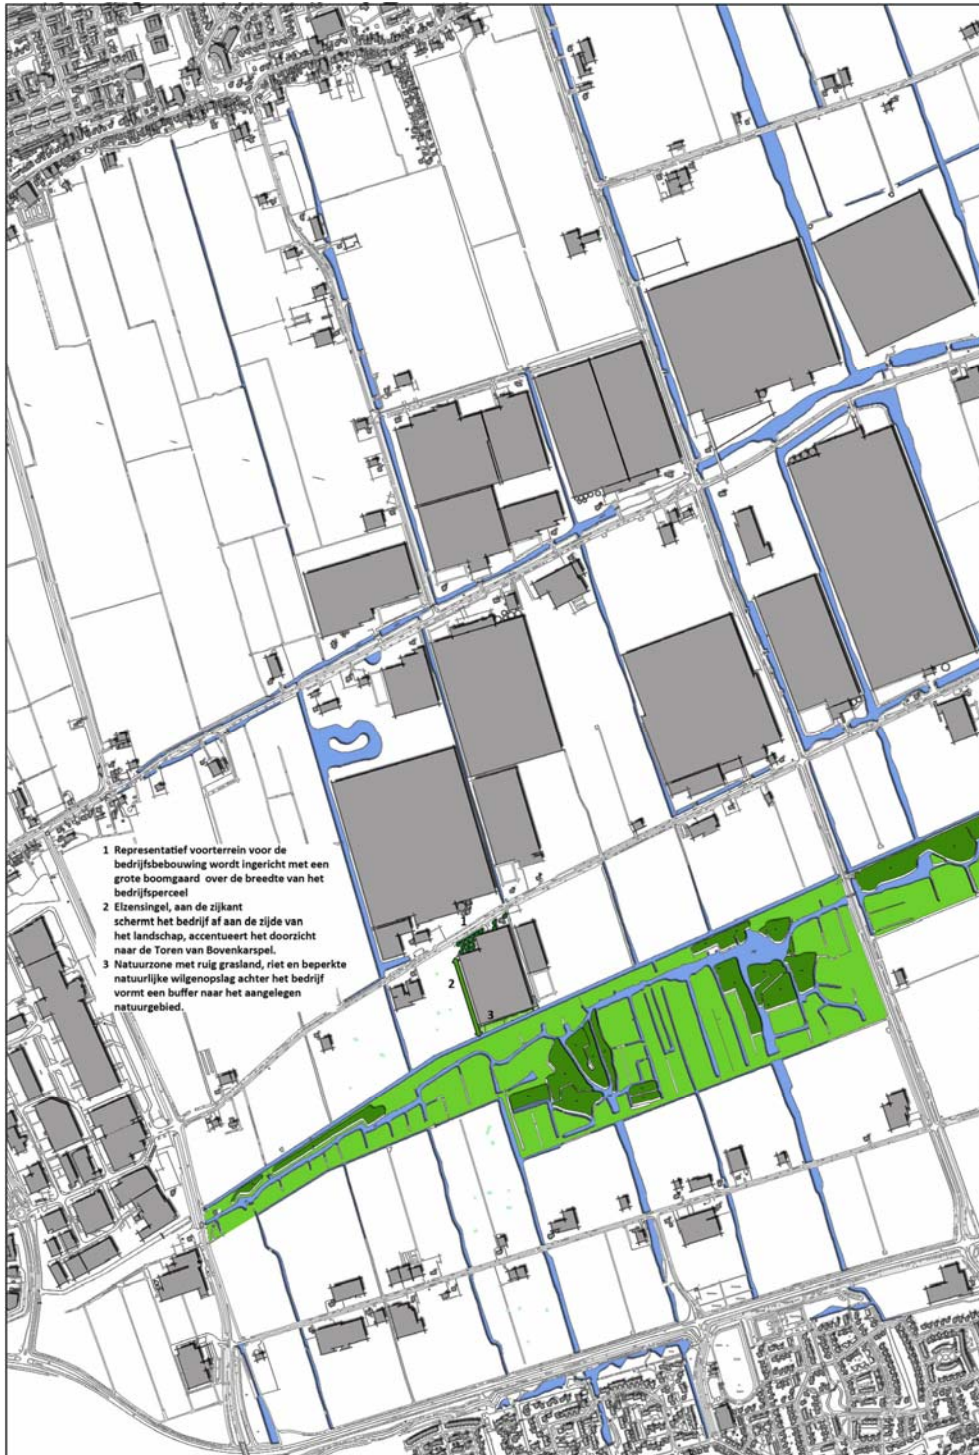 1 Representatief voorterrein voor de
bedrijfsbebouwing wordt ingericht met een
grote boomgaard over de breedte van het
bedrijfsperceel
2 Elzensingel, aan de zijkant
schermt het bedrijf af aan de zijde van
het landschap, accentueert het doorzicht
naar de Toren van Bovenkarspel.
3 Natuurzone met ruig grasland, riet en beperkte
natuurlijke wilgenopslag achter het bedrijf
vormt een buffer naar het aangelegen
natuurgebied.
1
2
3